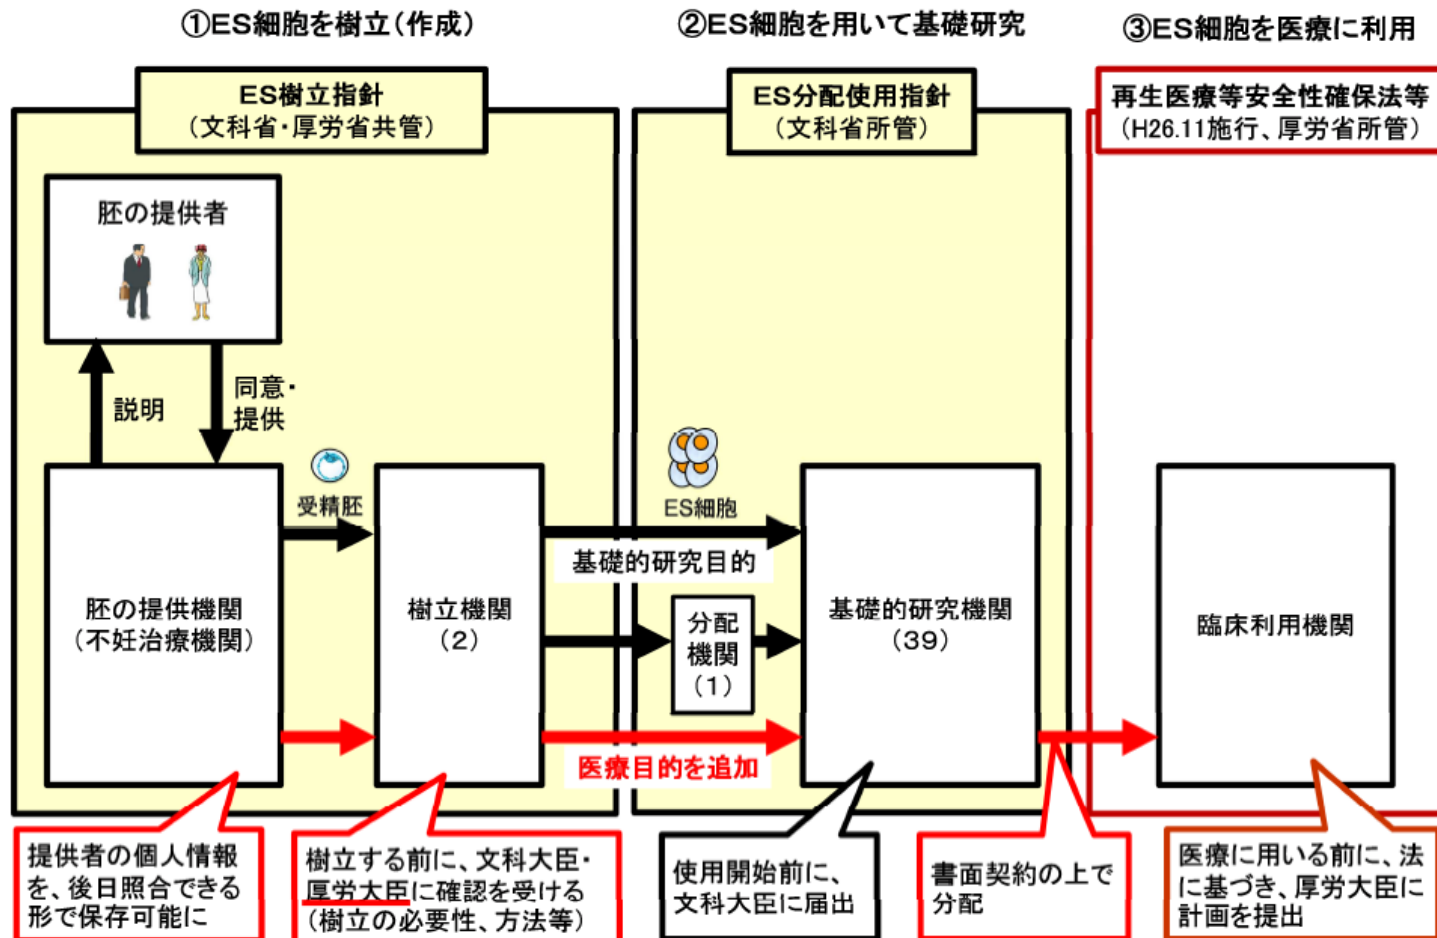 ①ES細胞を樹立(作成)
②ES細胞を用いて基礎研究
③ES細胞を医療に利用
ES樹立指針
(文科省・厚労省共管)
ES分配使用指針
(文科省所管)
再生医療等安全性確保法等
(H26.11施行、厚労省所管)
胚の提供者
説明
同意・
提供
受精胚
ES細胞
基礎的研究目的
胚の提供機関
(不妊治療機関)
樹立機関
(2)
分配
機関
(1)
基礎的研究機関
(39)
臨床利用機関
医療目的を追加
提供者の個人情報
を、後日照合できる
形で保存可能に
樹立する前に、文科大臣・
厚労大臣に確認を受ける
(樹立の必要性、方法等)
使用開始前に、
文科大臣に届出
書面契約の上で
分配
医療に用いる前に、法
に基づき、厚労大臣に
計画を提出